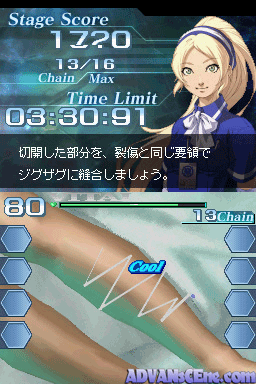 Stage Score
1720
13/16
Chain / Max
Time Limit
03:30:91
切開した部分を、裂傷と同じ要領で
ジグザグに縫合しましょう。
80
13Chain
Cool
ADVANSCEne.com